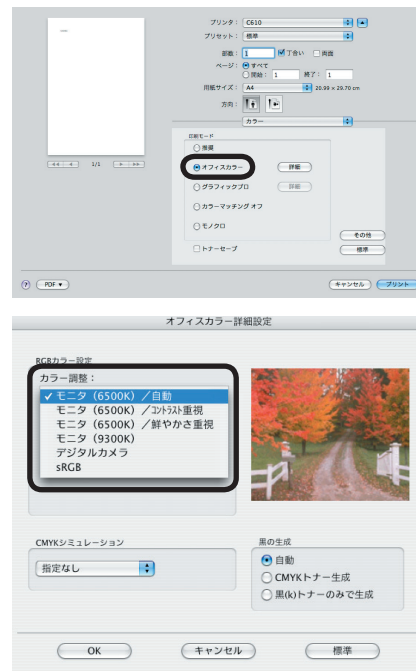 プリンタ： C610
プリセット： 標準
部数： 1 丁合い 両面
ページ： すべて
開始： 1 終了： 1
用紙サイズ： A4 20.99 x 29.70 cm
方向：
カラー
印刷モード
推奨
オフィスカラー 詳細
グラフィックプロ 詳細
カラーマッチング オフ
モノクロ
トナーセーブ
その他
標準
1/1
? PDF ▼ キャンセル プリント
オフィスカラー詳細設定
RGBカラー設定
カラー調整：
✓ モニタ（6500K）／自動
モニタ（6500K）／コントラスト重視
モニタ（6500K）／鮮やかさ重視
モニタ（9300K）
デジタルカメラ
sRGB
CMYKシミュレーション
指定なし
黒の生成
自動
CMYKトナー生成
黒(k)トナーのみで生成
OK キャンセル 標準